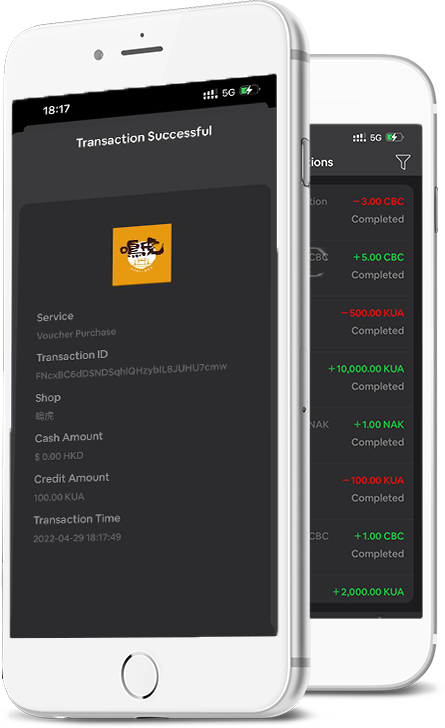 18:17
5G
Transaction Successful
鳴虎
Service
Voucher Purchase
Transaction ID
Shop
鳴虎
Cash Amount
$ 0.00 HKD
Credit Amount
100.00 KUA
Transaction Time
2022-04-29 18:17:49
5G
tions
tion
-3.00 CBC
Completed
CBC
+5.00 CBC
Completed
-500.00 KUA
Completed
+10,000.00 KUA
Completed
NAK
+1.00 NAK
Completed
-100.00 KUA
Completed
CBC
+1.00 CBC
Completed
+2,000.00 KUA